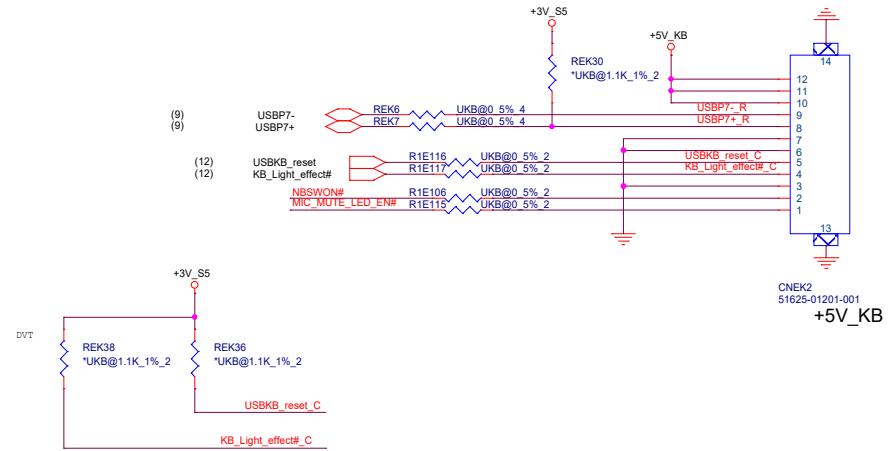 +3V_S5
+5V_KB
REK30
*UKB@1.1K_1%_2
14
12
11
10
(9) USBP7- REK6 UKB@0_5%_4 USBP7-_R 9
(9) USBP7+ REK7 UKB@0_5%_4 USBP7+_R 8
7
6
(12) USBKB_reset R1E116 UKB@0_5%_2 USBKB_reset_C 5
(12) KB_Light_effect# R1E117 UKB@0_5%_2 KB_Light_effect#_C 4
3
NBSWON# R1E106 UKB@0_5%_2 2
MIC_MUTE_LED_EN# R1E115 UKB@0_5%_2 1
13
CNEK2
51625-01201-001
+5V_KB
+3V_S5
DVT
REK38 REK36
*UKB@1.1K_1%_2 *UKB@1.1K_1%_2
USBKB_reset_C
KB_Light_effect#_C